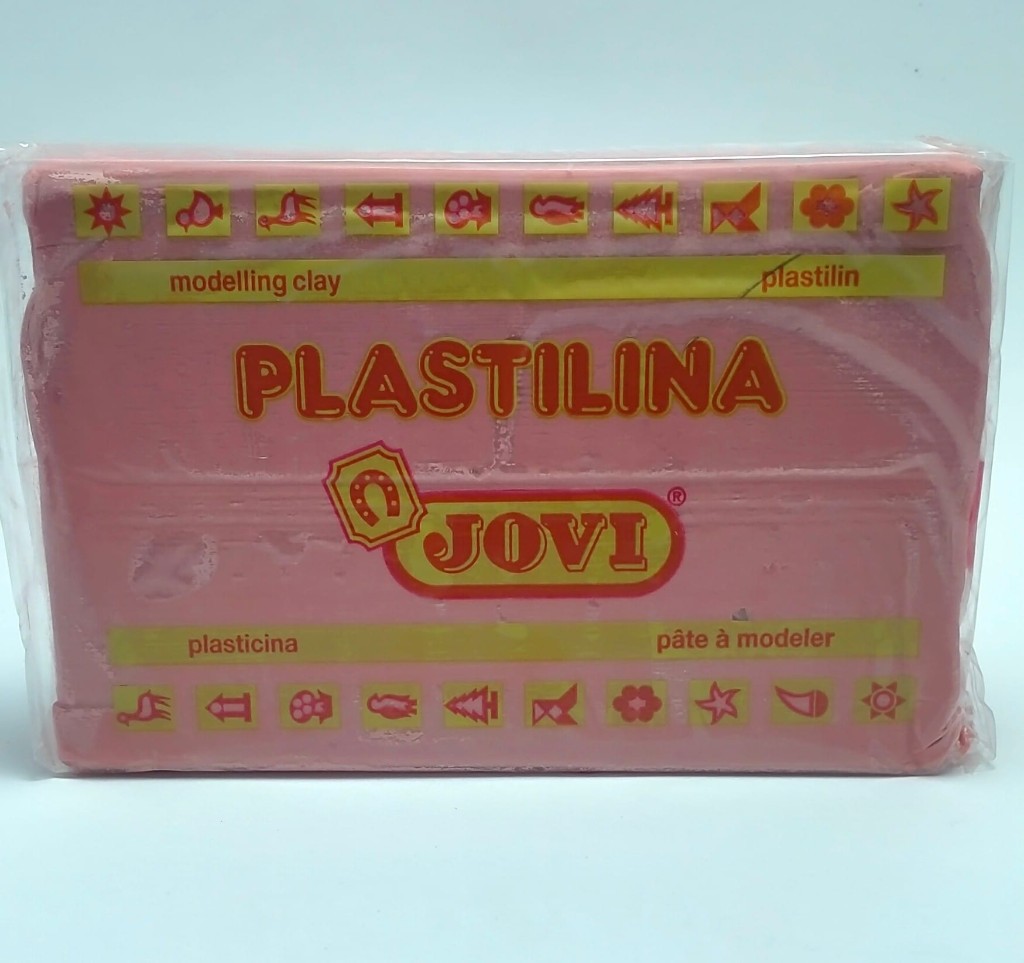 modelling clay plastilin
PLASTILINA
JOVI ®
plasticina pâte à modeler